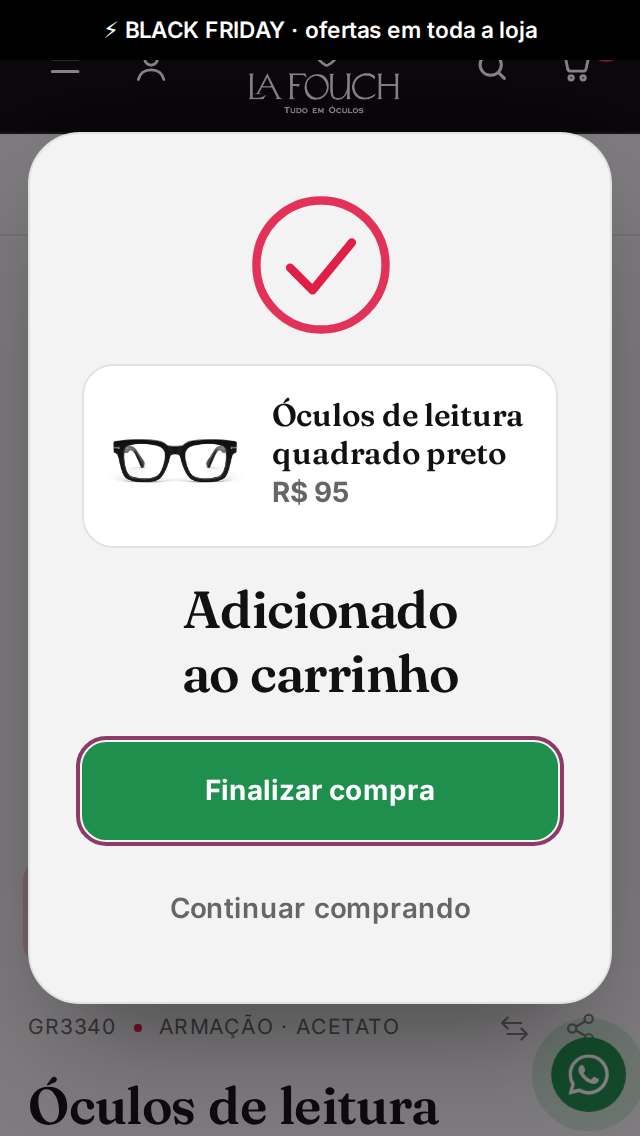 ⚡ BLACK FRIDAY · ofertas em toda a loja
LA FOUCH
Tudo em Óculos
Óculos de leitura
quadrado preto
R$ 95
Adicionado
ao carrinho
Finalizar compra
Continuar comprando
GR3340 • ARMAÇÃO · ACETATO
Óculos de leitura